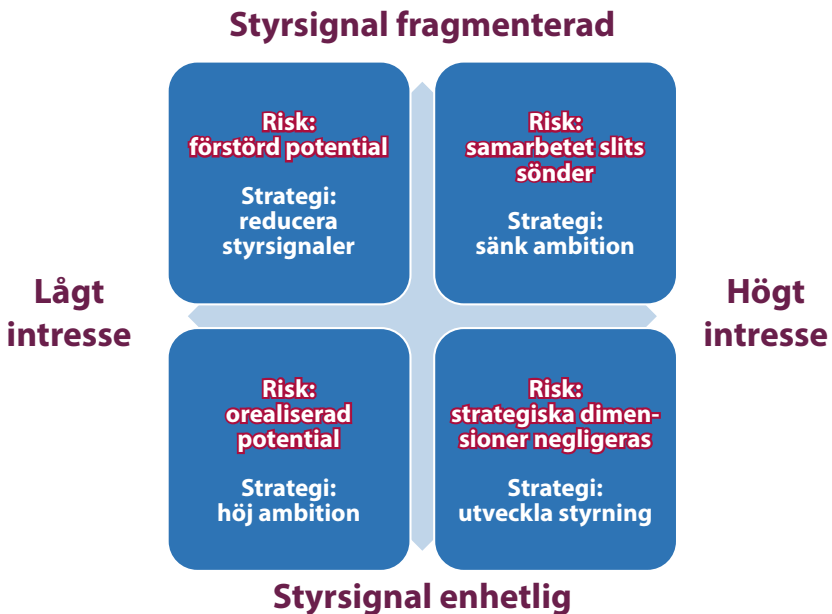 Styrsignal fragmenterad
Risk:
förstörd potential
Strategi:
reducera
styrsignaler
Risk:
samarbetet slits
sönder
Strategi:
sänk ambition
Lågt
intresse
Högt
intresse
Risk:
orealiserad
potential
Strategi:
höj ambition
Risk:
strategiska dimen-
sioner negligeras
Strategi:
utveckla styrning
Styrsignal enhetlig